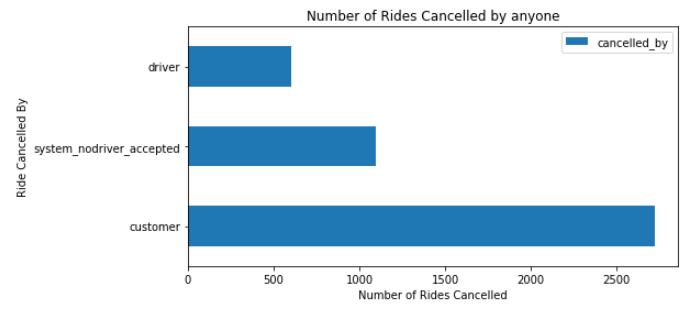 Number of Rides Cancelled by anyone
cancelled_by
driver
system_nodriver_accepted
customer
Ride Cancelled By
0 500 1000 1500 2000 2500
Number of Rides Cancelled